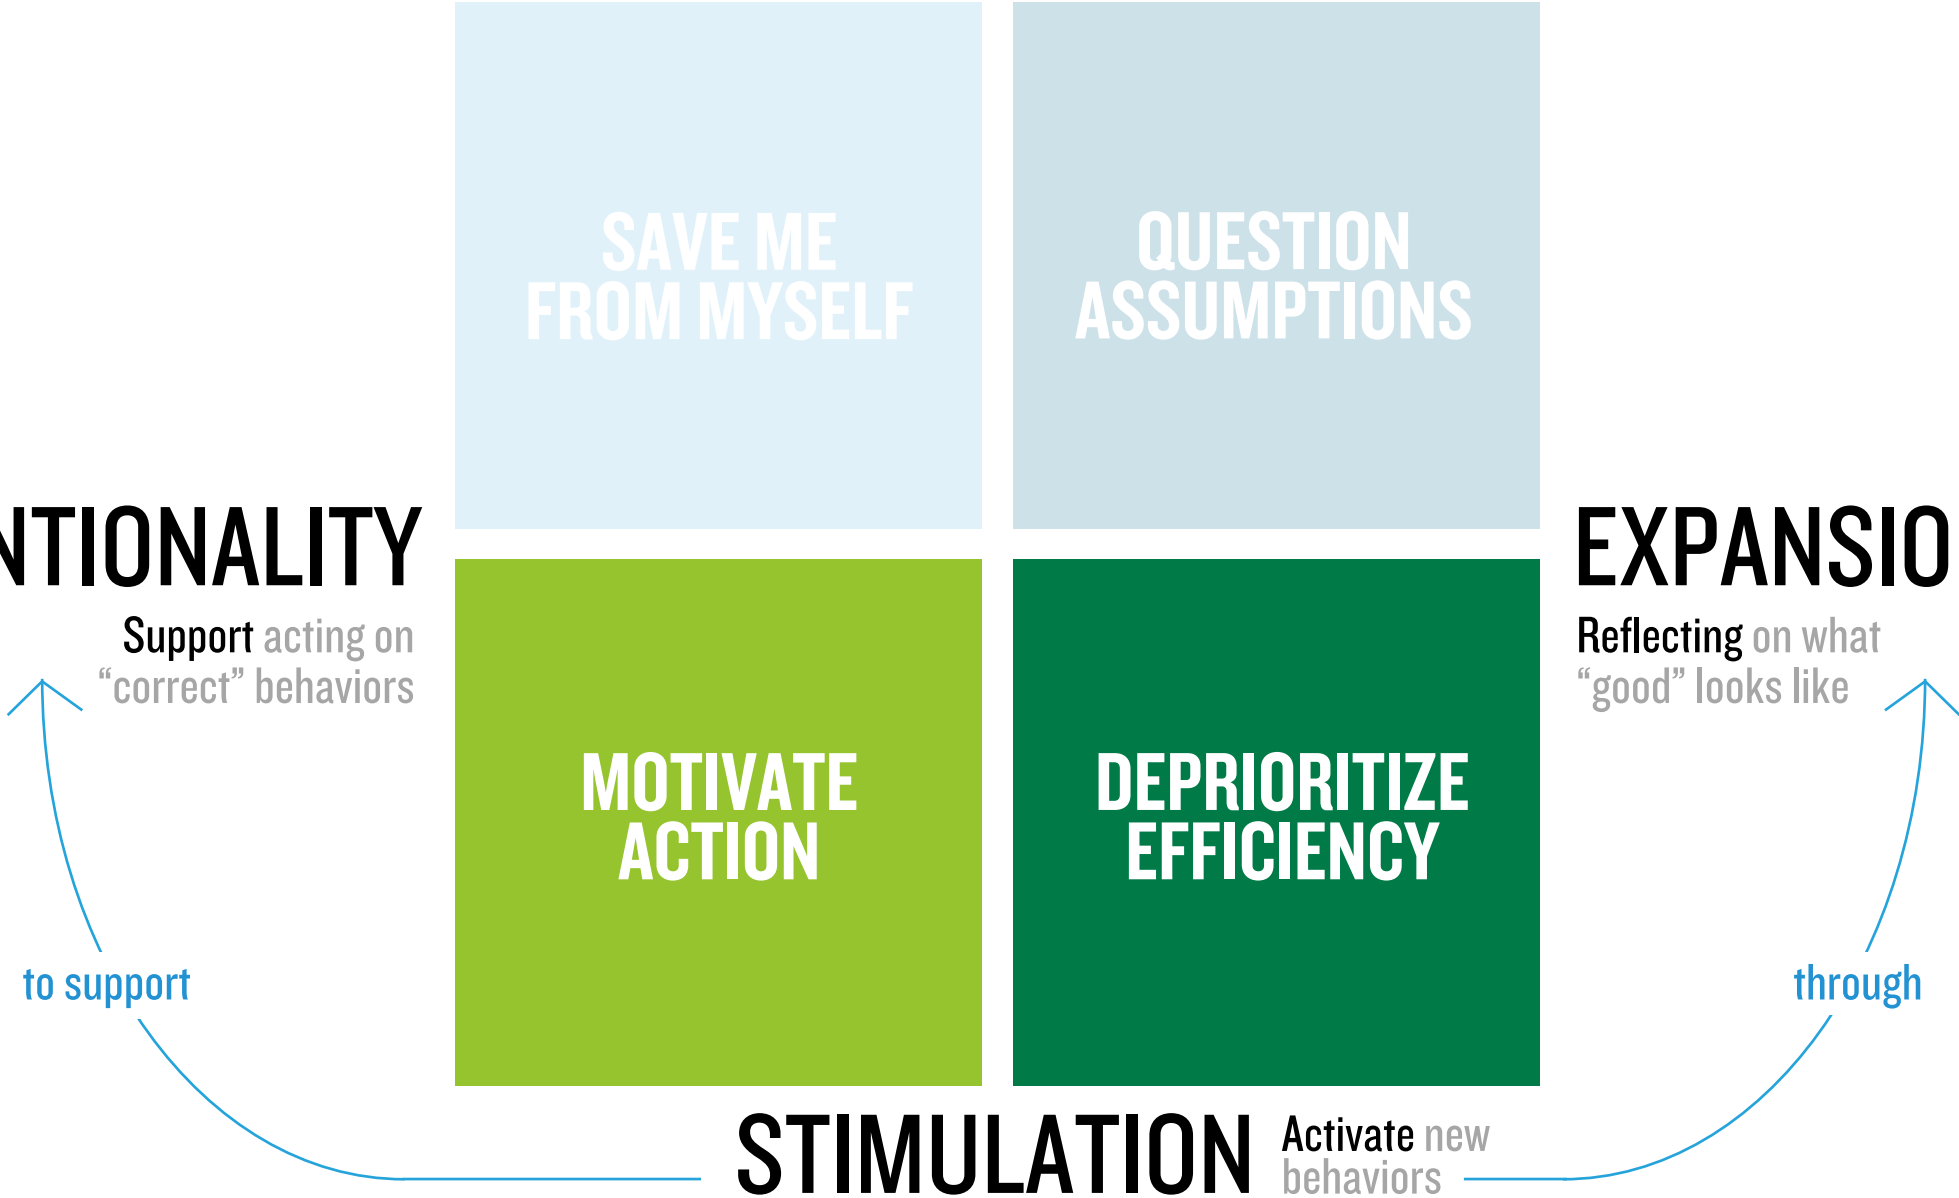 SAVE ME
FROM MYSELF
QUESTION
ASSUMPTIONS
NTIONALITY
Support acting on
“correct” behaviors
EXPANSIO
Reflecting on what
“good” looks like
MOTIVATE
ACTION
DEPRIORITIZE
EFFICIENCY
to support
through
STIMULATION
Activate new
behaviors